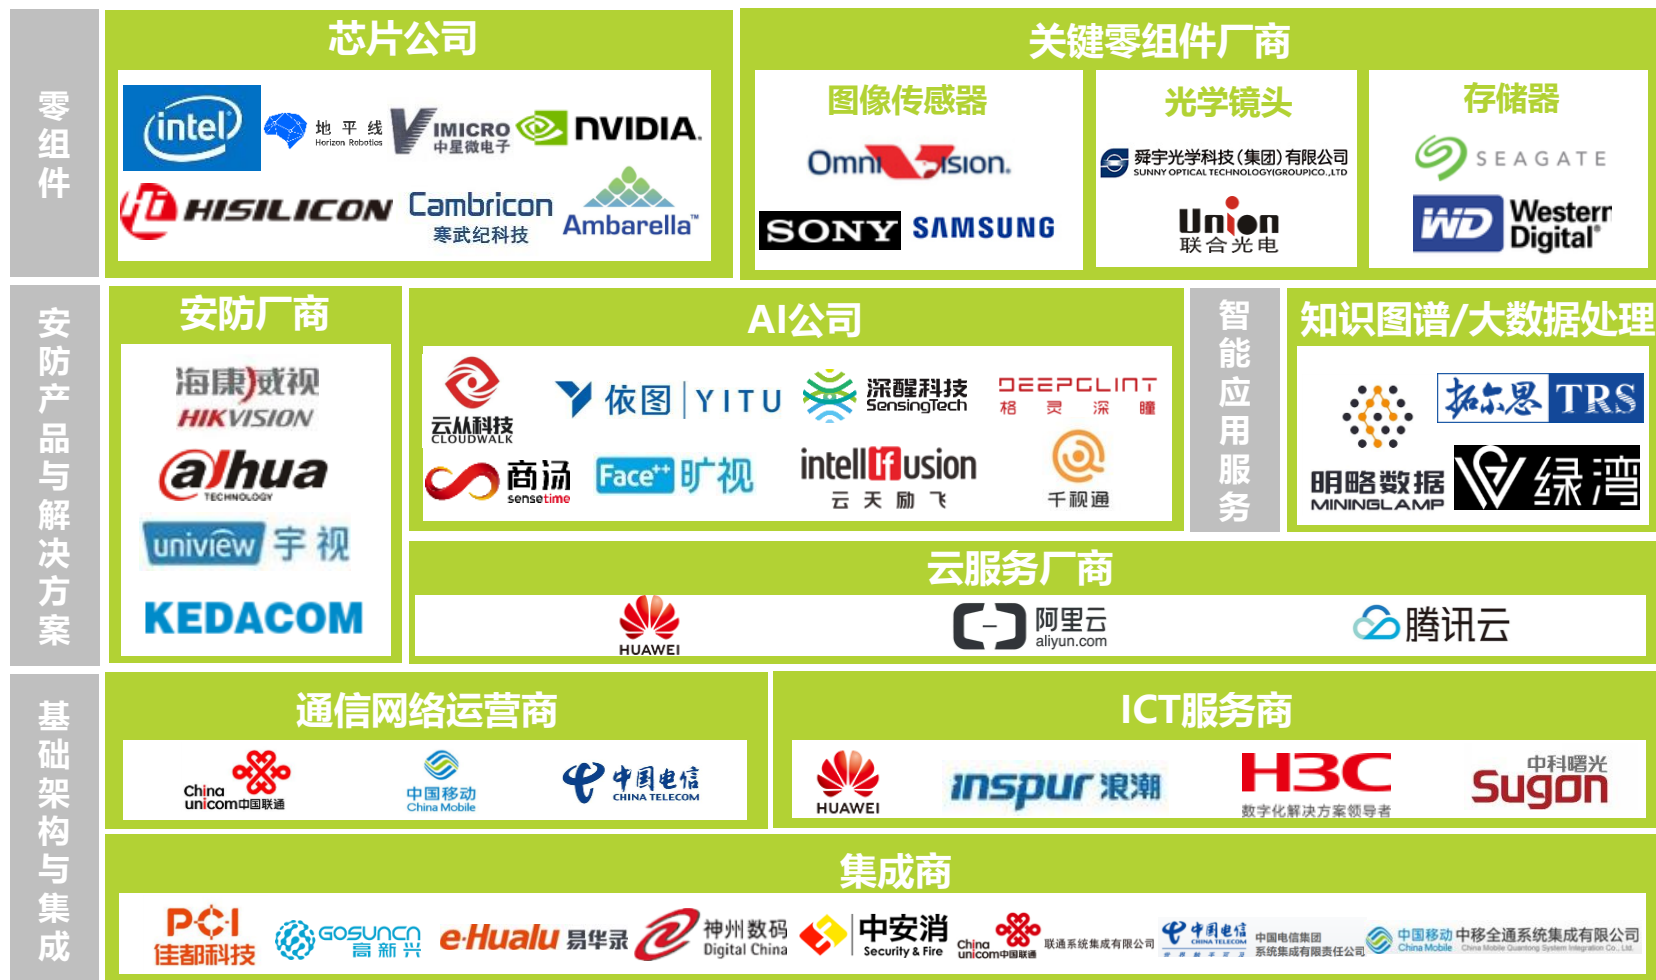 零组件
芯片公司
intel
地平线
Horizon Robotics
VIMICRO
中星微电子
NVIDIA.
Hi HISILICON
Cambricon
寒武纪科技
Ambarella™
关键零组件厂商
图像传感器
OmniVision.
SONY
SAMSUNG
光学镜头
舜宇光学科技(集团)有限公司
SUNNY OPTICAL TECHNOLOGY(GROUP)CO.,LTD
Union
联合光电
存储器
SEAGATE
WD Western Digital
安防产品与解决方案
安防厂商
海康威视
HIKVISION
alhua
TECHNOLOGY
uniview 宇视
KEDACOM
AI公司
云从科技
CLOUDWALK
依图 | YITU
深醒科技
SensingTech
DEEPGLINT
格灵深瞳
商汤
sensetime
Face++ 旷视
intellifusion
云天励飞
千视通
智能应用服务
知识图谱/大数据处理
明略数据
MININGLAMP
拓尔思 TRS
绿湾
云服务厂商
HUAWEI
阿里云
aliyun.com
腾讯云
基础架构与集成
通信网络运营商
China
unicom中国联通
中国移动
China Mobile
中国电信
CHINA TELECOM
ICT服务商
HUAWEI
inspur 浪潮
H3C
数字化解决方案领导者
中科曙光
Sugon
集成商
PCI
佳都科技
GOSUNCN
高新兴
e·Hualu 易华录
神州数码
Digital China
中安消
Security & Fire
China
unicom中国联通
联通系统集成有限公司
中国电信
CHINA TELECOM
世界触手可及
中国电信集团
系统集成有限责任公司
中国移动
China Mobile
中移全通系统集成有限公司
China Mobile Quantong System Integration Co., Ltd.